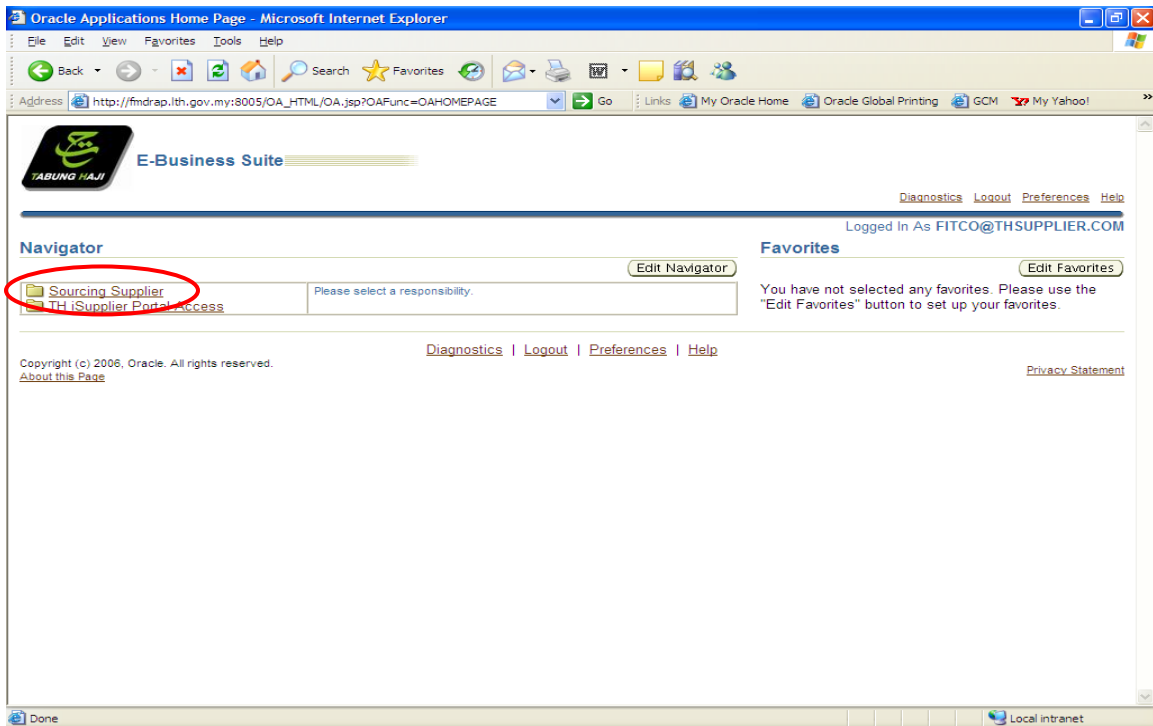 Oracle Applications Home Page - Microsoft Internet Explorer
File Edit View Favorites Tools Help
Back Search Favorites
Address http://fmdrap.lth.gov.my:8005/OA_HTML/OA.jsp?OAFunc=OAHOMEPAGE Go Links My Oracle Home Oracle Global Printing GCM My Yahoo! »
TABUNG HAJI
E-Business Suite
Diagnostics Logout Preferences Help
Logged In As FITCO@THSUPPLIER.COM
Navigator
Edit Navigator
Sourcing Supplier
TH iSupplier Portal Access
Please select a responsibility.
Favorites
Edit Favorites
You have not selected any favorites. Please use the
"Edit Favorites" button to set up your favorites.
Diagnostics | Logout | Preferences | Help
Copyright (c) 2006, Oracle. All rights reserved.
About this Page
Privacy Statement
Done
Local intranet